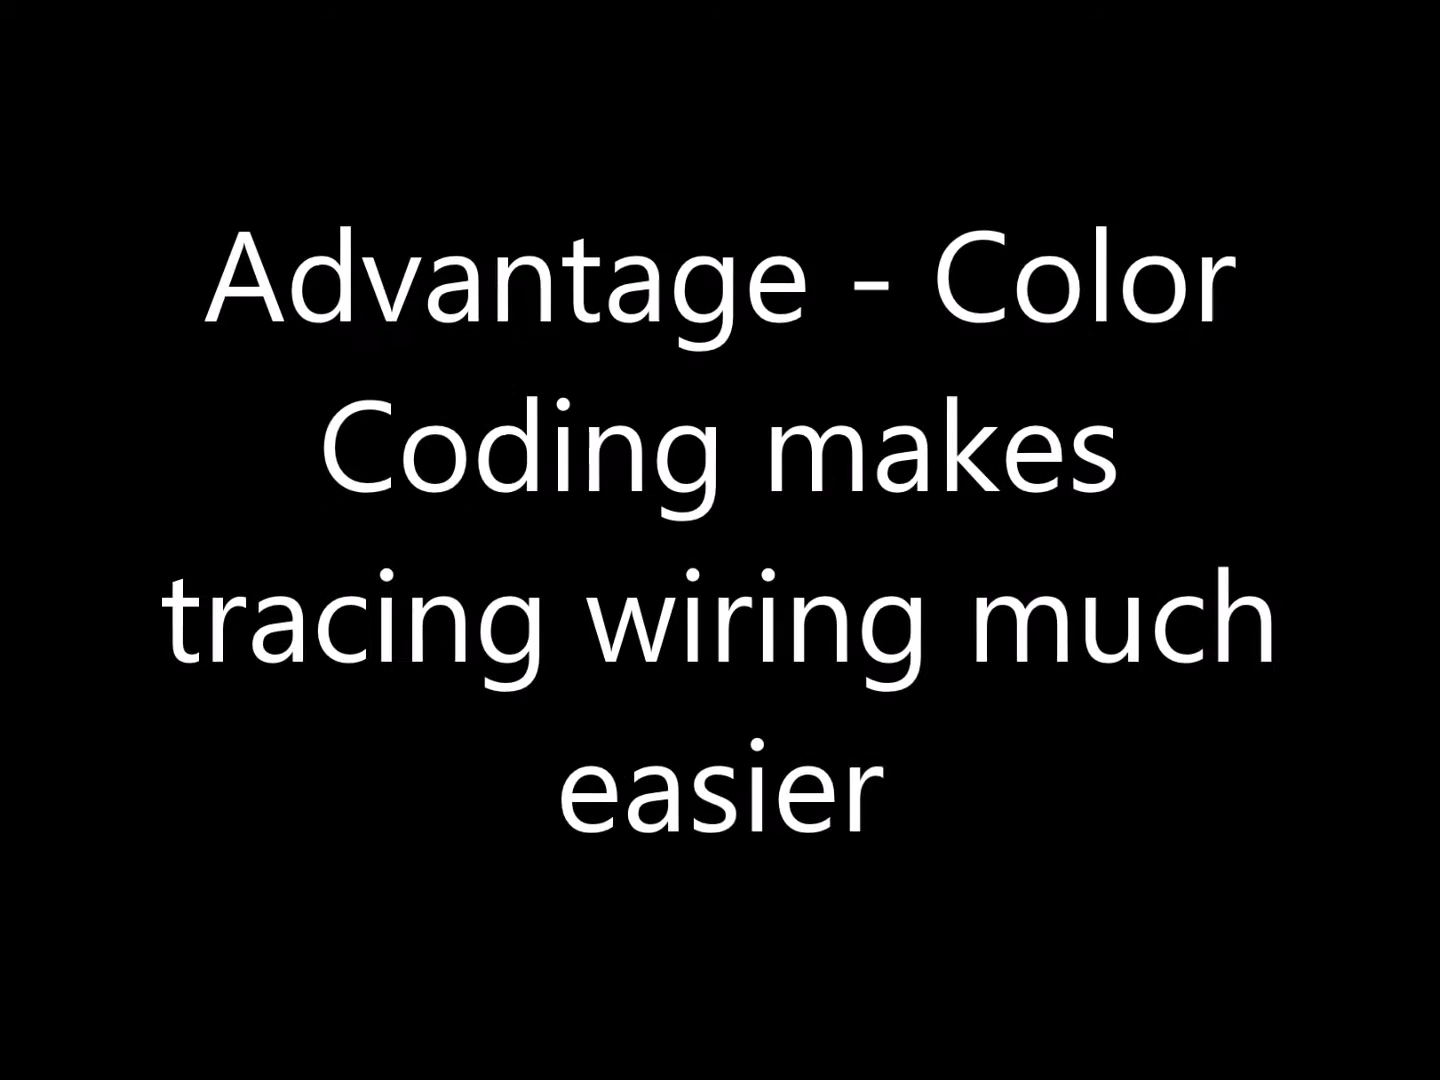 Advantage - Color
Coding makes
tracing wiring much
easier